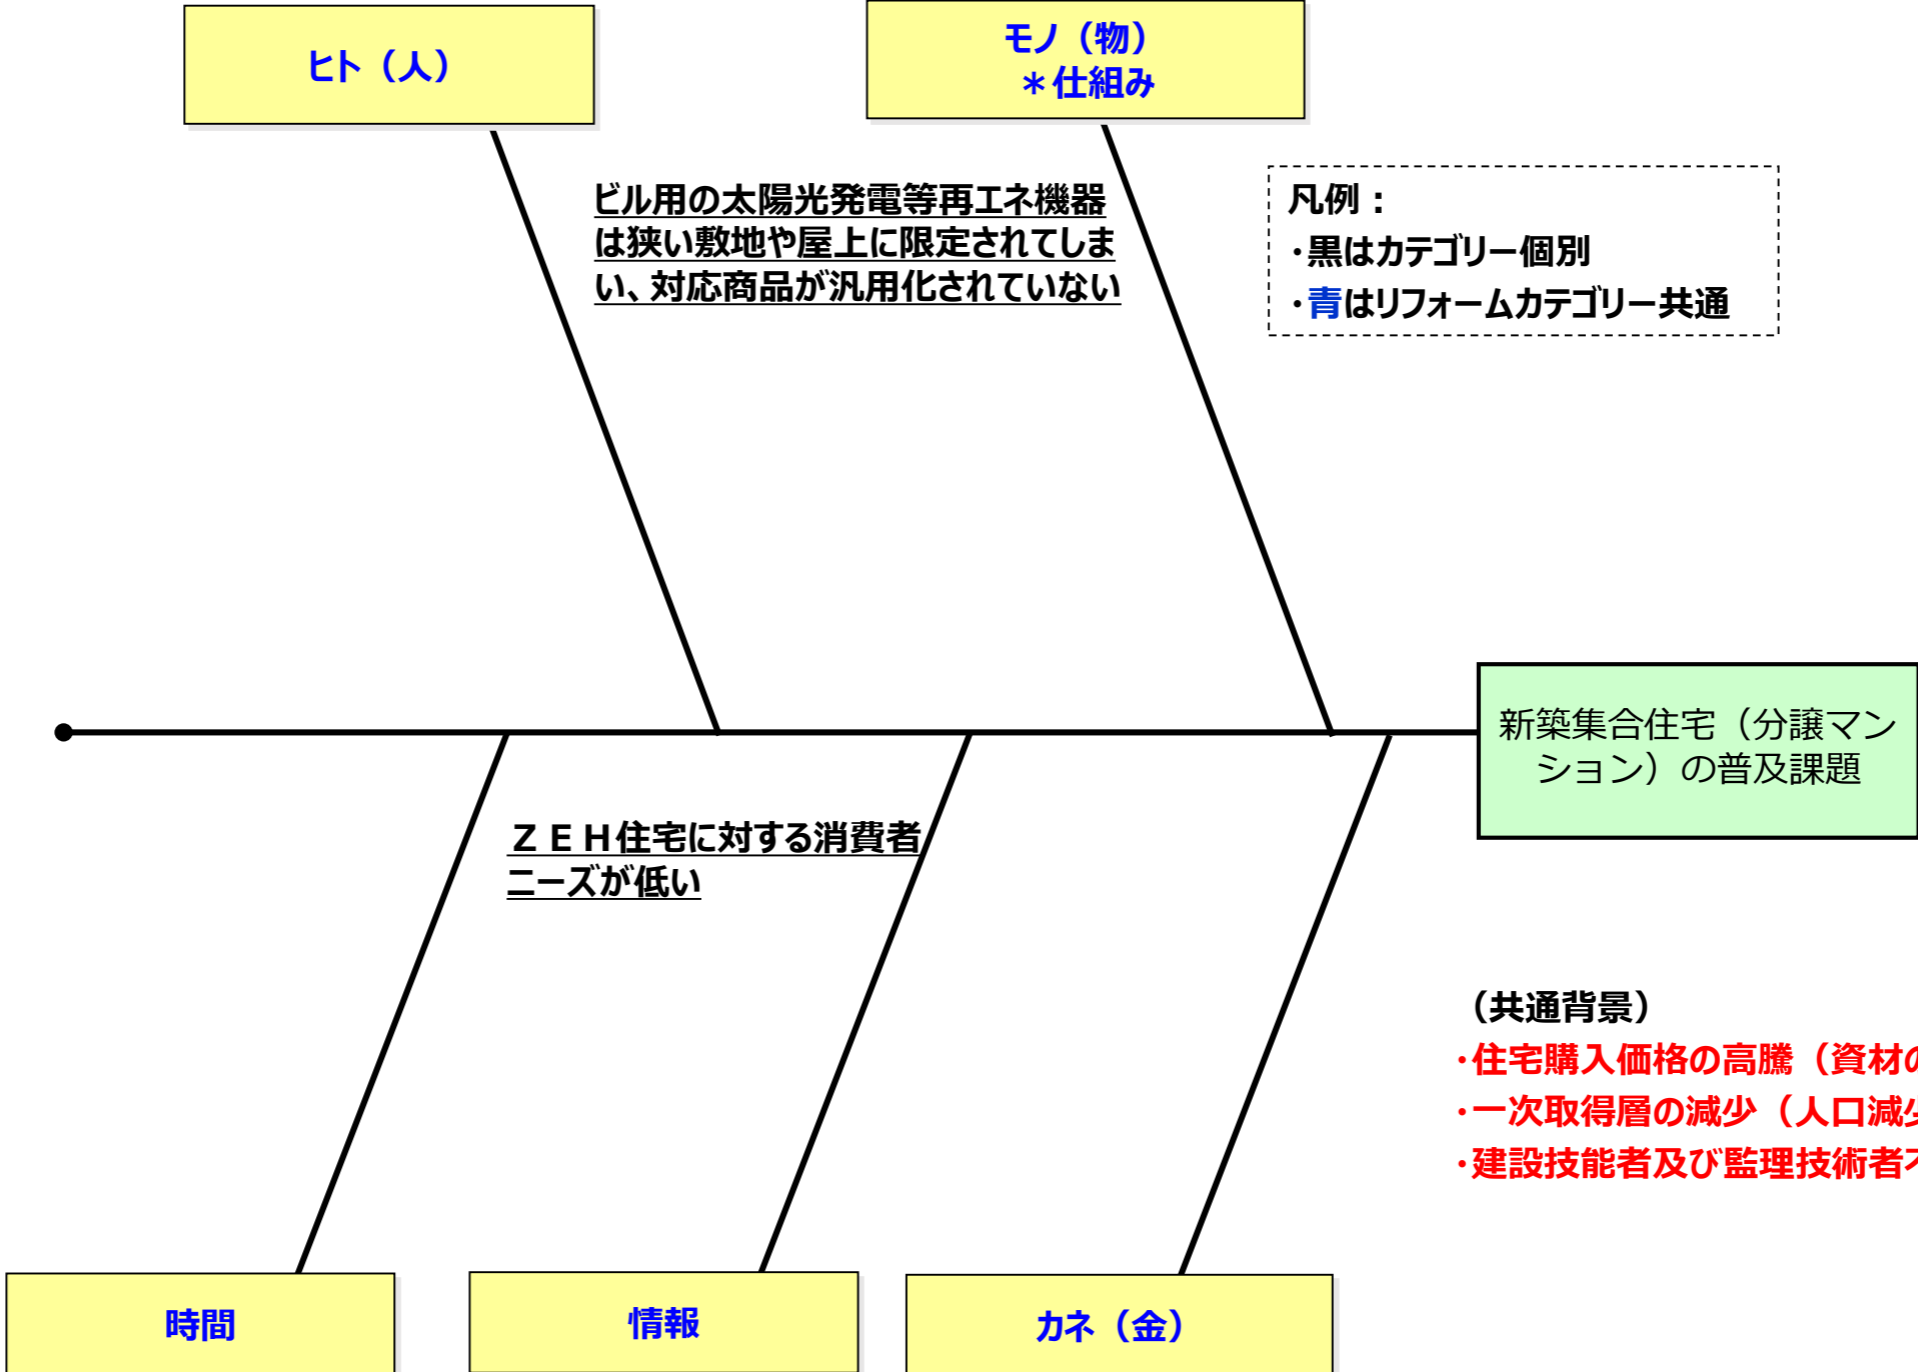 ヒト（人）
モノ（物）
＊仕組み
ビル用の太陽光発電等再エネ機器
は狭い敷地や屋上に限定されてしま
い、対応商品が汎用化されていない
凡例：
・黒はカテゴリー個別
・青はリフォームカテゴリー共通
新築集合住宅（分譲マン
ション）の普及課題
ＺＥＨ住宅に対する消費者
ニーズが低い
（共通背景）
・住宅購入価格の高騰（資材の
・一次取得層の減少（人口減少
・建設技能者及び監理技術者不
時間
情報
カネ（金）